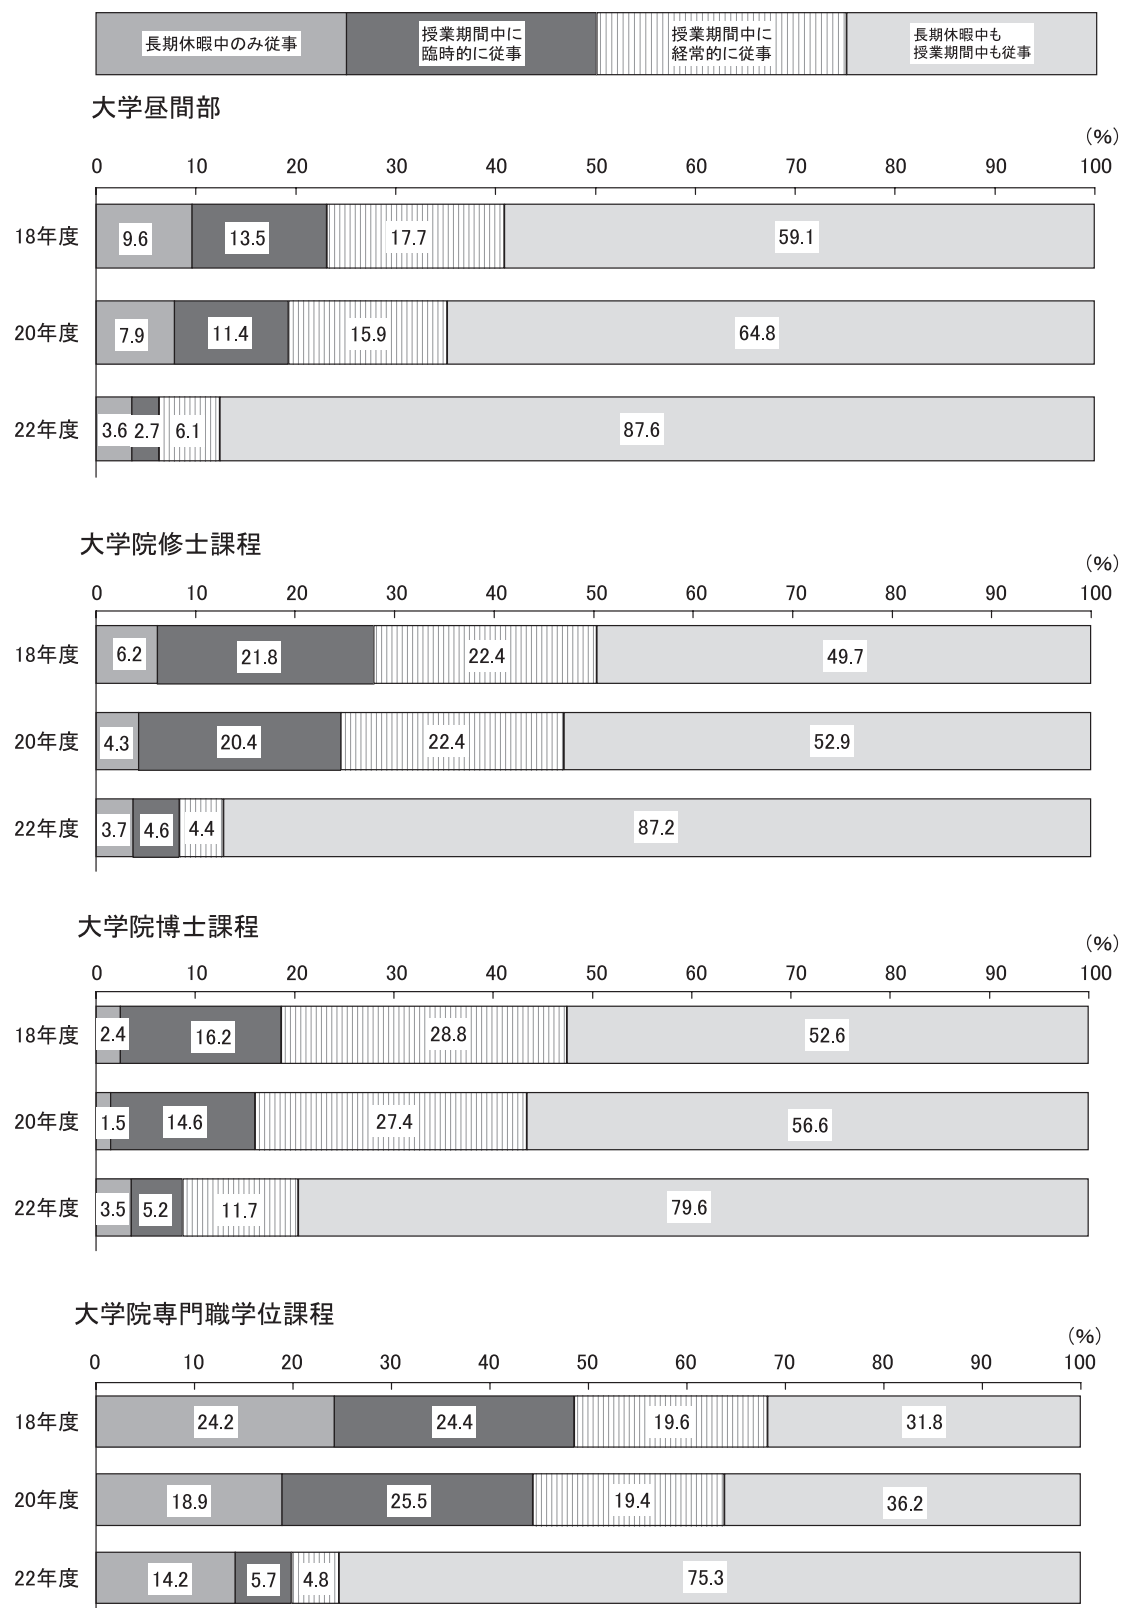 長期休暇中のみ従事
授業期間中に
臨時的に従事
授業期間中に
経常的に従事
長期休暇中も
授業期間中も従事
大学昼間部
(%)
0 10 20 30 40 50 60 70 80 90 100
18年度 9.6 13.5 17.7 59.1
20年度 7.9 11.4 15.9 64.8
22年度 3.6 2.7 6.1 87.6
大学院修士課程
(%)
0 10 20 30 40 50 60 70 80 90 100
18年度 6.2 21.8 22.4 49.7
20年度 4.3 20.4 22.4 52.9
22年度 3.7 4.6 4.4 87.2
大学院博士課程
(%)
0 10 20 30 40 50 60 70 80 90 100
18年度 2.4 16.2 28.8 52.6
20年度 1.5 14.6 27.4 56.6
22年度 3.5 5.2 11.7 79.6
大学院専門職学位課程
(%)
0 10 20 30 40 50 60 70 80 90 100
18年度 24.2 24.4 19.6 31.8
20年度 18.9 25.5 19.4 36.2
22年度 14.2 5.7 4.8 75.3